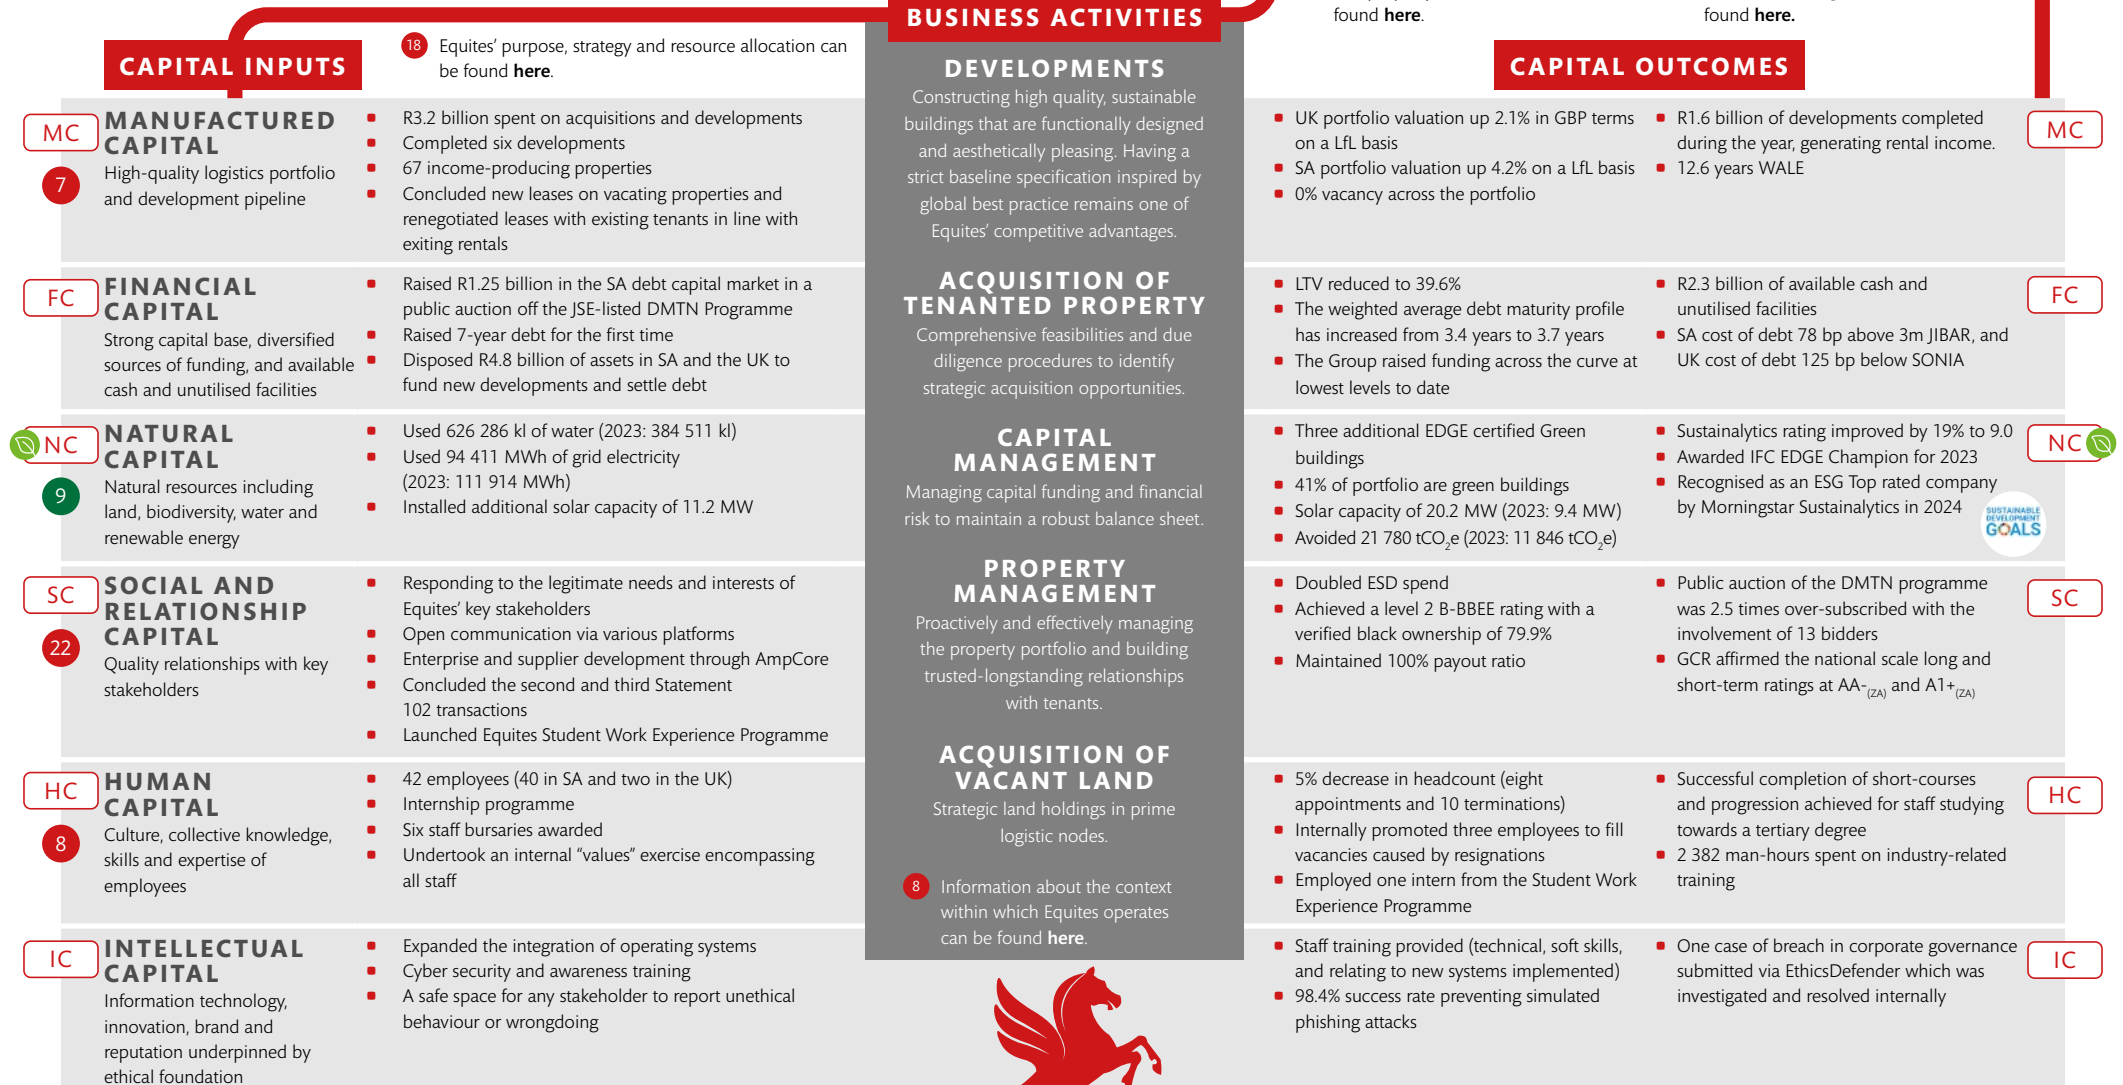 found here.
found here.
BUSINESS ACTIVITIES
CAPITAL INPUTS
18 Equites' purpose, strategy and resource allocation can
be found here.
CAPITAL OUTCOMES
MC
7
MANUFACTURED
CAPITAL
High-quality logistics portfolio
and development pipeline
R3.2 billion spent on acquisitions and developments
Completed six developments
67 income-producing properties
Concluded new leases on vacating properties and
renegotiated leases with existing tenants in line with
exiting rentals
FC
FINANCIAL
CAPITAL
Strong capital base, diversified
sources of funding, and available
cash and unutilised facilities
Raised R1.25 billion in the SA debt capital market in a
public auction off the JSE-listed DMTN Programme
Raised 7-year debt for the first time
Disposed R4.8 billion of assets in SA and the UK to
fund new developments and settle debt
NC
9
NATURAL
CAPITAL
Natural resources including
land, biodiversity, water and
renewable energy
Used 626 286 kl of water (2023: 384 511 kl)
Used 94 411 MWh of grid electricity
(2023: 111 914 MWh)
Installed additional solar capacity of 11.2 MW
SC
22
SOCIAL AND
RELATIONSHIP
CAPITAL
Quality relationships with key
stakeholders
Responding to the legitimate needs and interests of
Equites' key stakeholders
Open communication via various platforms
Enterprise and supplier development through AmpCore
Concluded the second and third Statement
102 transactions
Launched Equites Student Work Experience Programme
HC
8
HUMAN
CAPITAL
Culture, collective knowledge,
skills and expertise of
employees
42 employees (40 in SA and two in the UK)
Internship programme
Six staff bursaries awarded
Undertook an internal “values” exercise encompassing
all staff
IC
INTELLECTUAL
CAPITAL
Information technology,
innovation, brand and
reputation underpinned by
ethical foundation
Expanded the integration of operating systems
Cyber security and awareness training
A safe space for any stakeholder to report unethical
behaviour or wrongdoing
DEVELOPMENTS
Constructing high quality, sustainable
buildings that are functionally designed
and aesthetically pleasing. Having a
strict baseline specification inspired by
global best practice remains one of
Equites' competitive advantages.
ACQUISITION OF
TENANTED PROPERTY
Comprehensive feasibilities and due
diligence procedures to identify
strategic acquisition opportunities.
CAPITAL
MANAGEMENT
Managing capital funding and financial
risk to maintain a robust balance sheet.
PROPERTY
MANAGEMENT
Proactively and effectively managing
the property portfolio and building
trusted-longstanding relationships
with tenants.
ACQUISITION OF
VACANT LAND
Strategic land holdings in prime
logistic nodes.
8 Information about the context
within which Equites operates
can be found here.
UK portfolio valuation up 2.1% in GBP terms
on a LfL basis
SA portfolio valuation up 4.2% on a LfL basis
0% vacancy across the portfolio
R1.6 billion of developments completed
during the year, generating rental income.
12.6 years WALE
MC
LTV reduced to 39.6%
The weighted average debt maturity profile
has increased from 3.4 years to 3.7 years
The Group raised funding across the curve at
lowest levels to date
R2.3 billion of available cash and
unutilised facilities
SA cost of debt 78 bp above 3m JIBAR, and
UK cost of debt 125 bp below SONIA
FC
Three additional EDGE certified Green
buildings
41% of portfolio are green buildings
Solar capacity of 20.2 MW (2023: 9.4 MW)
Avoided 21 780 tCO2e (2023: 11 846 tCO2e)
Sustainalytics rating improved by 19% to 9.0
Awarded IFC EDGE Champion for 2023
Recognised as an ESG Top rated company
by Morningstar Sustainalytics in 2024
SUSTAINABLE
DEVELOPMENT
GOALS
NC
Doubled ESD spend
Achieved a level 2 B-BBEE rating with a
verified black ownership of 79.9%
Maintained 100% payout ratio
Public auction of the DMTN programme
was 2.5 times over-subscribed with the
involvement of 13 bidders
GCR affirmed the national scale long and
short-term ratings at AA-(ZA) and A1+(ZA)
SC
5% decrease in headcount (eight
appointments and 10 terminations)
Internally promoted three employees to fill
vacancies caused by resignations
Employed one intern from the Student Work
Experience Programme
Successful completion of short-courses
and progression achieved for staff studying
towards a tertiary degree
2 382 man-hours spent on industry-related
training
HC
Staff training provided (technical, soft skills,
and relating to new systems implemented)
98.4% success rate preventing simulated
phishing attacks
One case of breach in corporate governance
submitted via EthicsDefender which was
investigated and resolved internally
IC